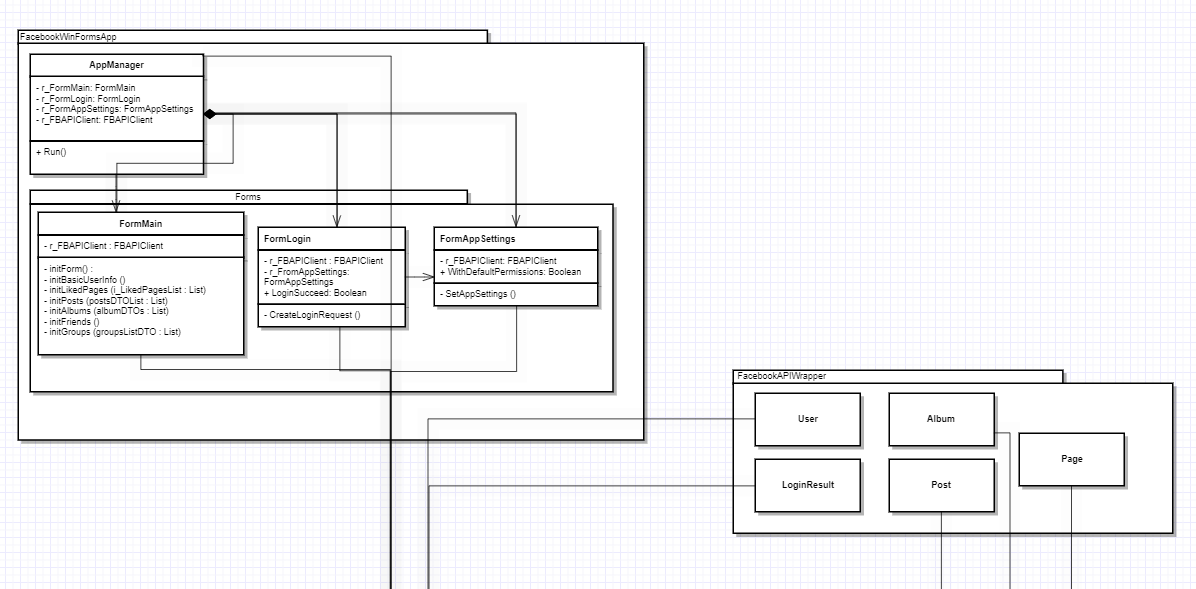 FacebookWinFormsApp
AppManager
- r_FormMain: FormMain
- r_FormLogin: FormLogin
- r_FormAppSettings: FormAppSettings
- r_FBAPIClient: FBAPIClient
+ Run()
Forms
FormMain
- r_FBAPIClient : FBAPIClient
- initForm() :
- initBasicUserInfo ()
- initLikedPages (i_LikedPagesList : List)
- initPosts (postsDTOList : List)
- initAlbums (albumDTOs : List)
- initFriends ()
- initGroups (groupsListDTO : List)
FormLogin
- r_FBAPIClient : FBAPIClient
- r_FromAppSettings:
FormAppSettings
+ LoginSucceed: Boolean
- CreateLoginRequest ()
FormAppSettings
- r_FBAPIClient: FBAPIClient
+ WithDefaultPermissions: Boolean
- SetAppSettings ()
FacebookAPIWrapper
User
Album
Page
LoginResult
Post